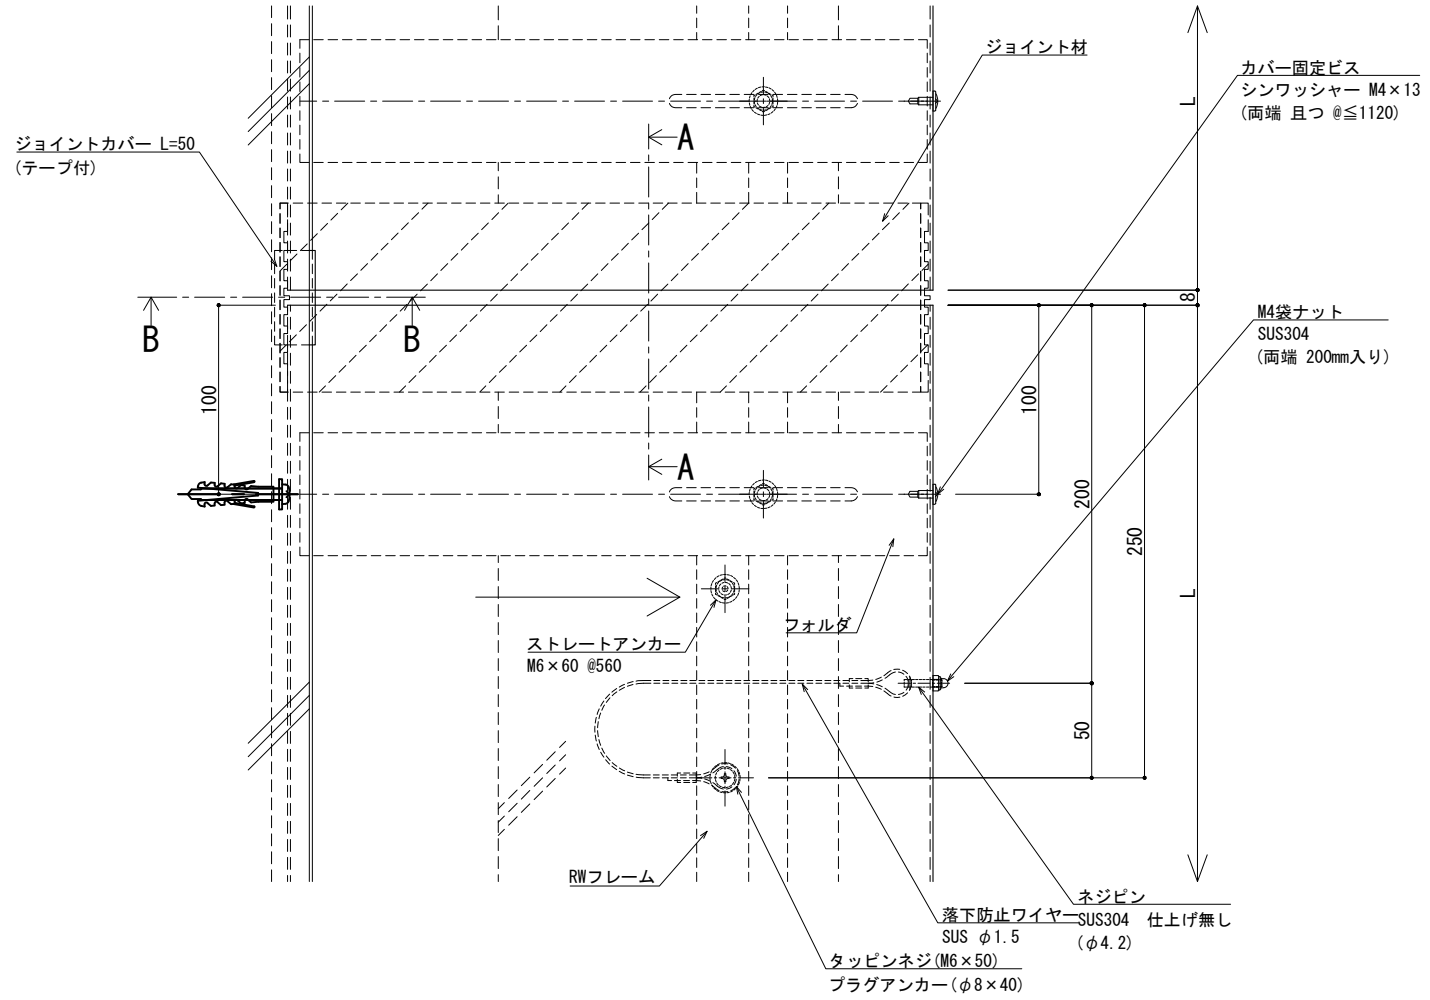 ジョイント材
カバー固定ビス
シンワッシャー M4×13
(両端 且つ @≦1120)
L
ジョイントカバー L=50
(テープ付)
A
8
B
B
M4袋ナット
SUS304
(両端 200mm入り)
100
100
A
200
250
L
フォルダ
ストレートアンカー
M6×60 @560
50
RWフレーム
ネジピン
SUS304 仕上げ無し
(φ4.2)
落下防止ワイヤー
SUS φ1.5
タッピンネジ(M6×50)
プラグアンカー(φ8×40)